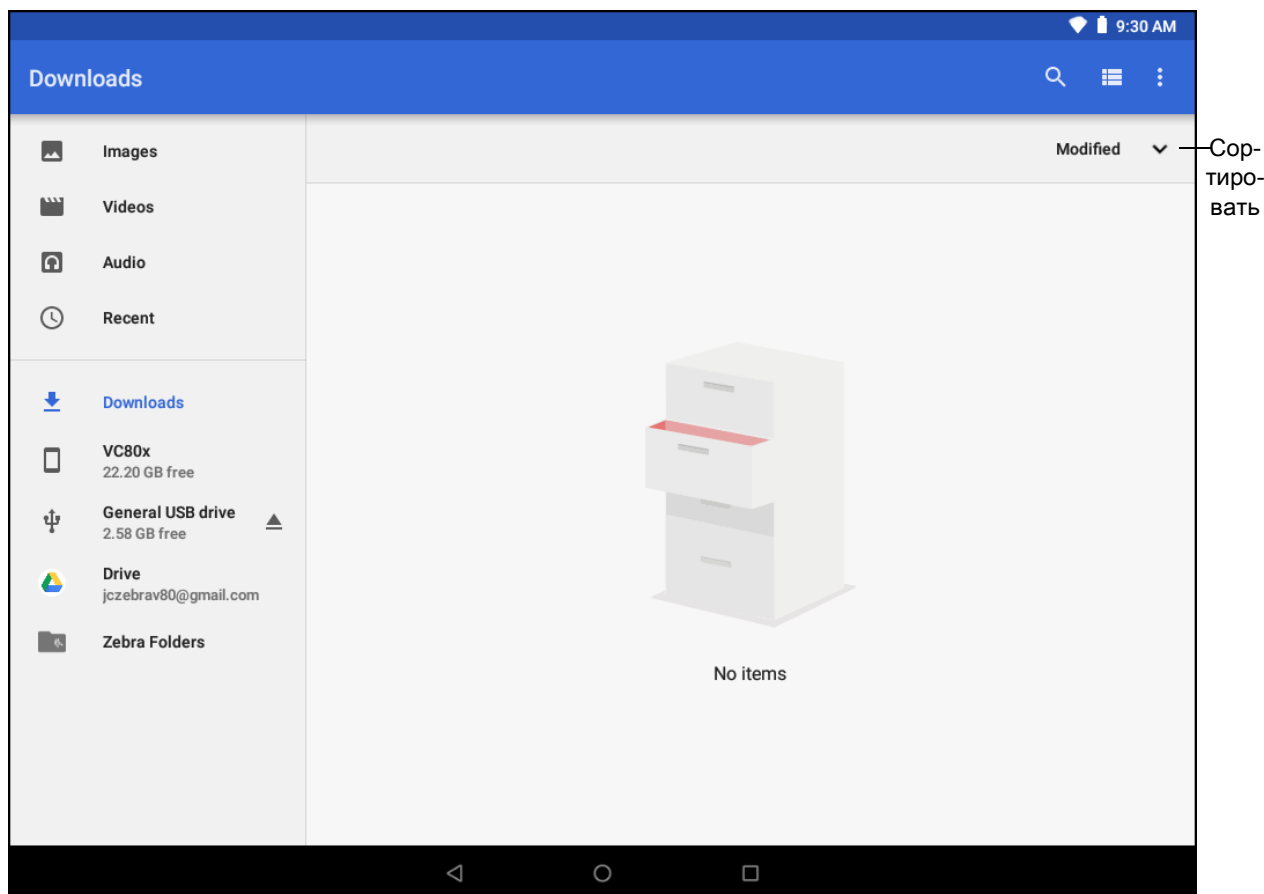 9:30 AM
Downloads
Images
Modified
Сор-
тиро-
вать
Videos
Audio
Recent
Downloads
VC80x
22.20 GB free
General USB drive
2.58 GB free
Drive
jczebrav80@gmail.com
Zebra Folders
No items